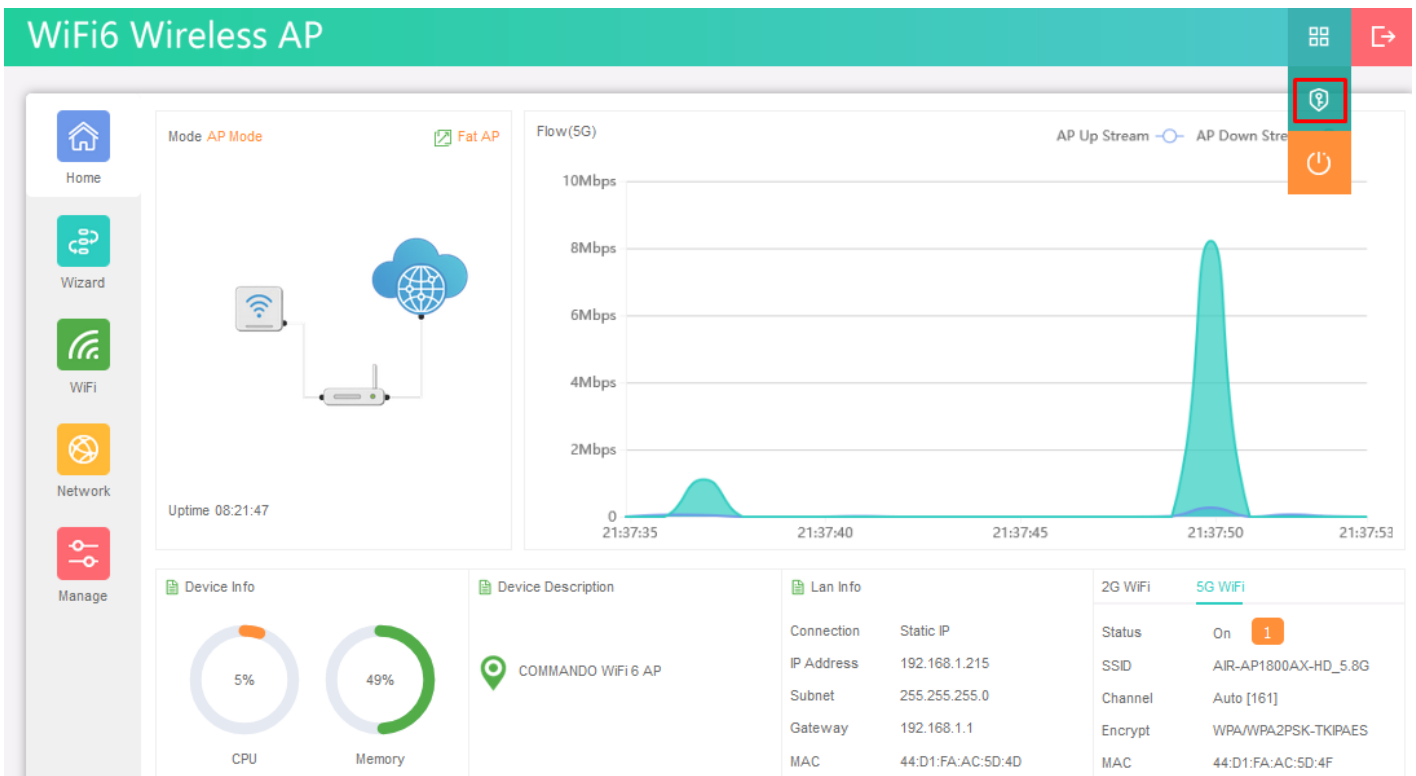 WiFi6 Wireless AP
Home
Wizard
WiFi
Network
Manage
Mode AP Mode
Fat AP
Uptime 08:21:47
Flow(5G)
AP Up Stream
AP Down Stre
10Mbps
8Mbps
6Mbps
4Mbps
2Mbps
0
21:37:35 21:37:40 21:37:45 21:37:50 21:37:53
Device Info
5%
49%
CPU Memory
Device Description
COMMANDO WiFi 6 AP
Lan Info
Connection Static IP
IP Address 192.168.1.215
Subnet 255.255.255.0
Gateway 192.168.1.1
MAC 44:D1:FA:AC:5D:4D
2G WiFi 5G WiFi
Status On 1
SSID AIR-AP1800AX-HD_5.8G
Channel Auto [161]
Encrypt WPA/WPA2PSK-TKIPAES
MAC 44:D1:FA:AC:5D:4F